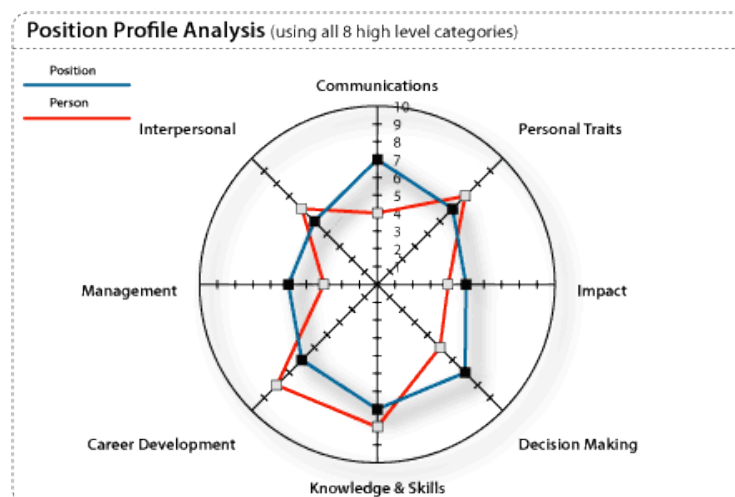 Position Profile Analysis (using all 8 high level categories)
Position
Person
Communications
Interpersonal
Personal Traits
10
9
8
7
6
5
4
3
2
1
Management
Impact
Career Development
Decision Making
Knowledge & Skills